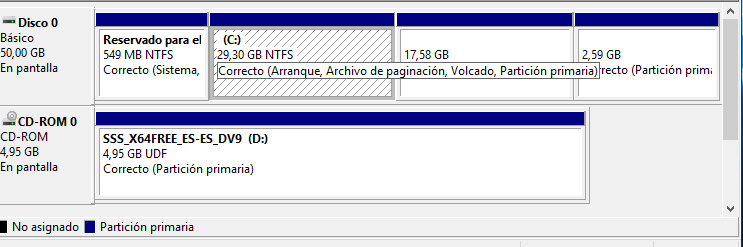 Disco 0
Básico
50,00 GB
En pantalla
Reservado para el
549 MB NTFS
Correcto (Sistema,
(C:)
29,30 GB NTFS
Correcto (Arranque, Archivo de paginación, Volcado, Partición primaria)
17,58 GB
2,59 GB
rrecto (Partición prima
CD-ROM 0
CD-ROM
4,95 GB
En pantalla
SSS_X64FREE_ES-ES_DV9 (D:)
4,95 GB UDF
Correcto (Partición primaria)
No asignado
Partición primaria